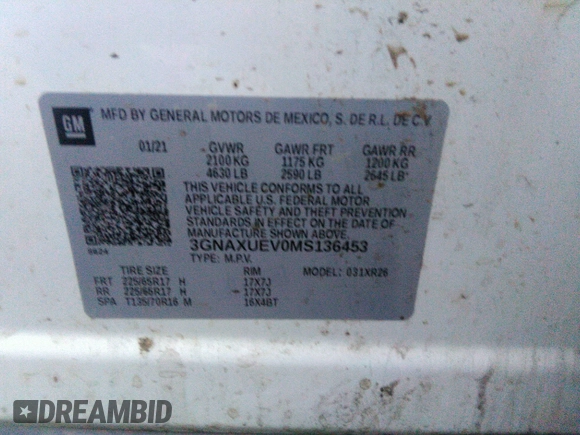 GM
MFD BY GENERAL MOTORS DE MEXICO, S. DE R.L. DE C.V.
01/21 GVWR GAWR FRT GAWR RR
2100 KG 1175 KG 1200 KG
4630 LB 2590 LB 2645 LB
THIS VEHICLE CONFORMS TO ALL
APPLICABLE U.S. FEDERAL MOTOR
VEHICLE SAFETY AND THEFT PREVENTION
STANDARDS IN EFFECT ON THE DATE OF
MANUFACTURE SHOWN ABOVE.
3GNAXUEV0MS136453
TYPE: M.P.V. MODEL: 031XR26
TIRE SIZE RIM
FRT 225/65R17 H 17X7J
RR 225/65R17 H 17X7J
SPA T135/70R16 M 16X4BT
DREAMBID